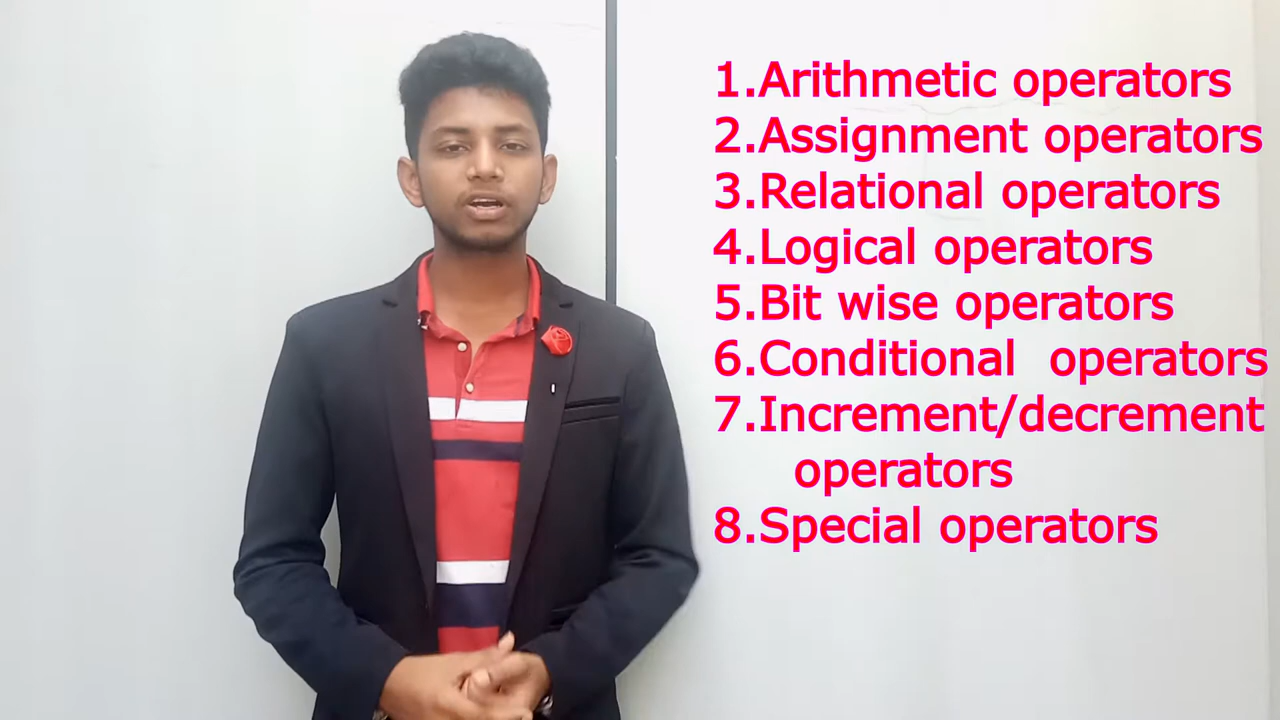 1.Arithmetic operators
2.Assignment operators
3.Relational operators
4.Logical operators
5.Bit wise operators
6.Conditional  operators
7.Increment/decrement
operators
8.Special operators